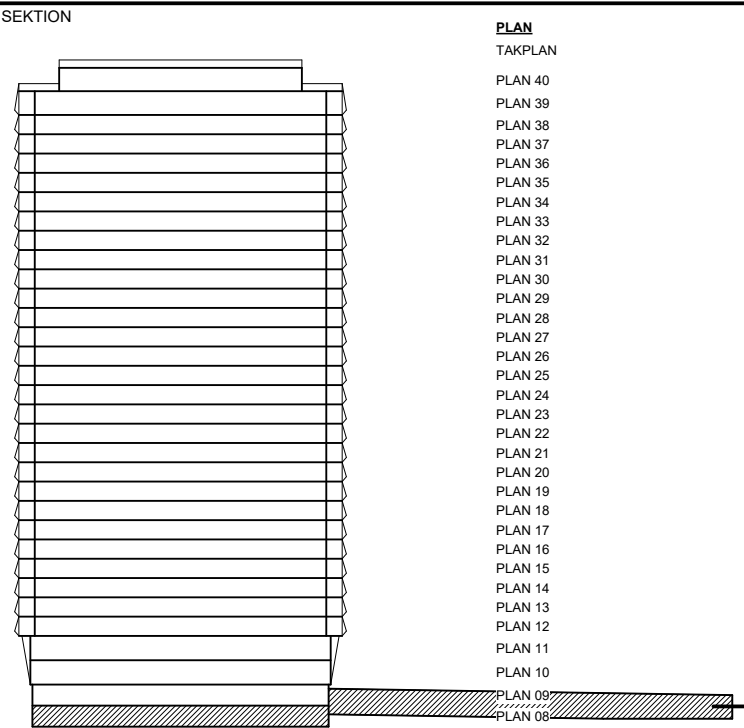 SEKTION
PLAN
TAKPLAN
PLAN 40
PLAN 39
PLAN 38
PLAN 37
PLAN 36
PLAN 35
PLAN 34
PLAN 33
PLAN 32
PLAN 31
PLAN 30
PLAN 29
PLAN 28
PLAN 27
PLAN 26
PLAN 25
PLAN 24
PLAN 23
PLAN 22
PLAN 21
PLAN 20
PLAN 19
PLAN 18
PLAN 17
PLAN 16
PLAN 15
PLAN 14
PLAN 13
PLAN 12
PLAN 11
PLAN 10
PLAN 09
PLAN 08